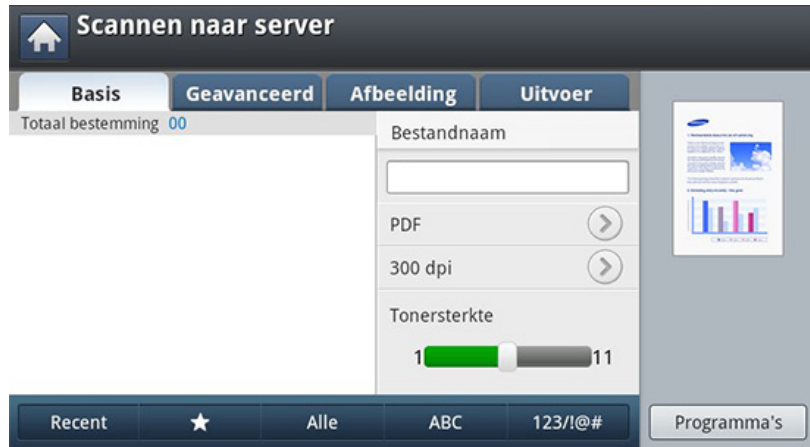 Scannen naar server
Basis Geavanceerd Afbeelding Uitvoer
Totaal bestemming 00
Bestandnaam
PDF
300 dpi
Tonersterkte
1 11
Recent ★ Alle ABC 123/!@# Programma's